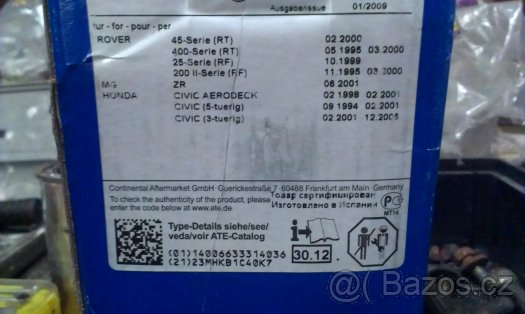 Ausgabe/issue 01/2009
für - for - pour - per
ROVER 45-Serie (RT) 02.2000
400-Serie (RT) 05.1995 03.2000
25-Serie (RF) 10.1999
200 II-Serie (RF) 11.1995 03.2000
MG ZR 06.2001
HONDA CIVIC AERODECK 02.1998 02.2001
CIVIC (5-tuerig) 09.1994 02.2001
CIVIC (3-tuerig) 02.2001 12.2005
Continental Aftermarket GmbH Guerickestraße 7 60488 Frankfurt am Main Germany
To check the authenticity of the product, please
enter the code below at www.ate.de
Товар сертифицирован
Изготовлено в Испании
МТ14
Type-Details siehe/see/
veda/voir ATE-Catalog
(01)14006633314036
(21)23MHKB1C40K7
30.12.
Bazoš.cz